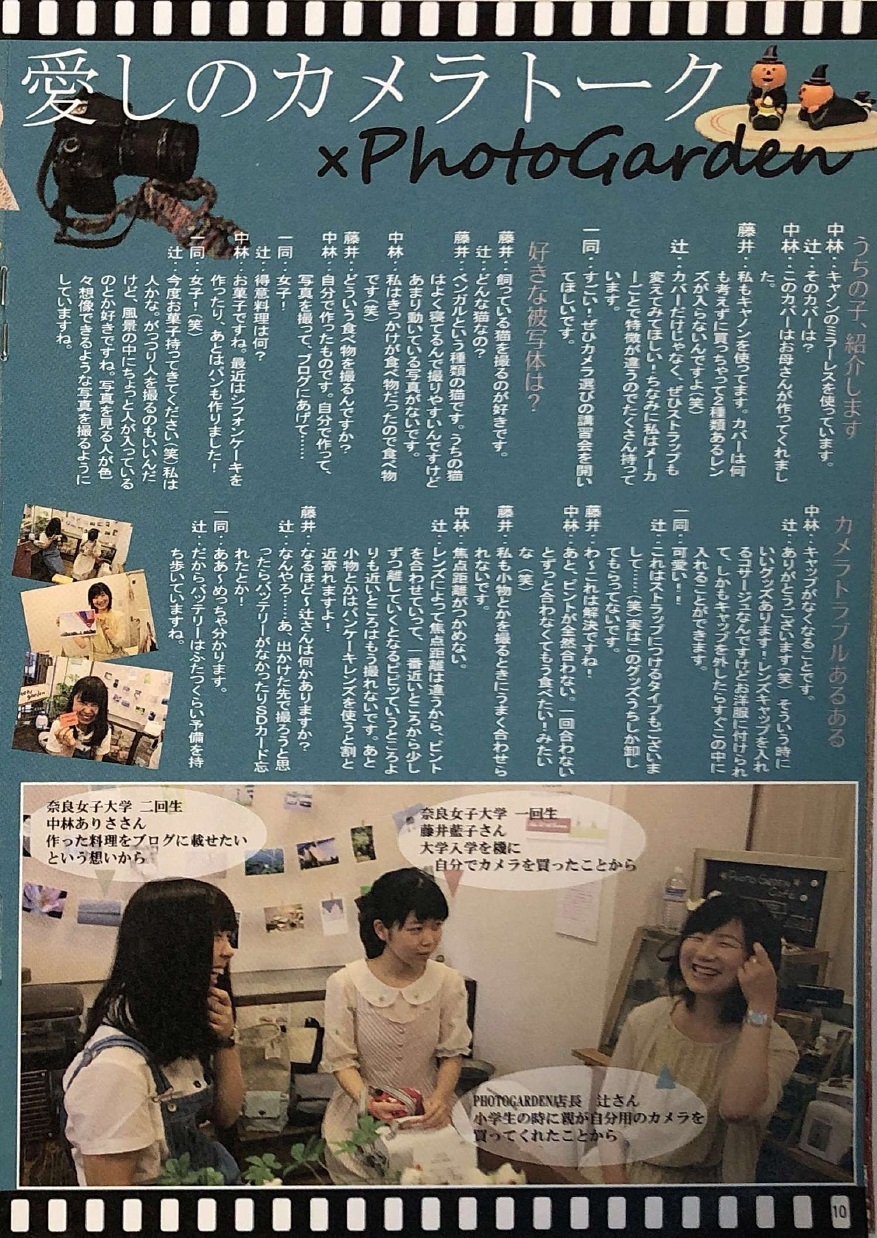 愛しのカメラトーク
×PhotoGarden
うちの子、紹介します
中林：キャノンのミラーレスを使っています。
辻：そのカバーは？
中林：このカバーはお母さんが作ってくれまし
た。
藤井：私もキャノンを使ってます。カバーは何
も考えずに買っちゃって2種類あるレン
ズが入らないんですよ（笑）
辻：カバーだけじゃなく、ぜひストラップも
変えてみてほしい！ちなみに私はメーカ
ーごとで特徴が違うのでたくさん持って
います。
一同：すごい！ぜひカメラ選びの講習会を開い
てほしいです。
好きな被写体は？
藤井：飼っている猫を撮るのが好きです。
辻：どんな猫なの？
藤井：ベンガルという種類の猫です。うちの猫
はよく寝てるんで撮りやすいんですけど
あまり動いている写真がないです。
中林：私はきっかけが食べ物だったので食べ物
です（笑）
藤井：どういう食べ物を撮るんですか？
中林：自分で作ったものです。自分で作って、
写真を撮って、ブログにあげて……
一同：女子！
辻：得意料理は何？
中林：お菓子ですね。最近はシフォンケーキを
作ったり、あとはパンも作りました！
一同：女子！（笑）
辻：今度お菓子持ってきてください（笑）私は
人かな。がっつり人を撮るのもいいんだ
けど、風景の中にちょっと人が入っている
のとか好きですね。写真を見る人が色
々想像できるような写真を撮るように
していますね。
カメラトラブルあるある
中林：キャップがなくなることです。
辻：ありがとうございます（笑）そういう時に
いいグッズあります！レンズキャップを入れ
るコサージュなんですけどお洋服に付けられ
て、しかもキャップを外したらすぐこの中に
入れることができます。
一同：可愛い！！
辻：これはストラップにつけるタイプもございま
して……（笑）実はこのグッズうちしか卸し
てもらってないです。
藤井：わ～これは解決ですね！
中林：あと、ピントが全然合わない。一回合わない
とずっと合わなくてもう食べたい！みたい
な（笑）
藤井：私も小物とかを撮るときにうまく合わせら
れないです。
中林：焦点距離がつかめない。
辻：レンズによって焦点距離は違うから、ピント
を合わせていって、一番近いところから少し
ずつ離していくとなるとピピッていうところよ
りも近いところはもう撮れないです。あと
小物とかはパンケーキレンズを使うと割と
近寄れますよ！
藤井：なるほど～辻さんは何かありますか？
辻：なんやろ……あ、出かけた先で撮ろうと思
ったらバッテリーがなかったりSDカード忘
れたとか！
一同：ああ～めっちゃ分かります。
辻：だからバッテリーはふたつくらい予備を持
ち歩いていますね。
奈良女子大学 二回生
中林ありささん
作った料理をブログに載せたい
という想いから
奈良女子大学 一回生
藤井藍子さん
大学入学を機に
自分でカメラを買ったことから
PHOTOGARDEN店長 辻さん
小学生の時に親が自分用のカメラを
買ってくれたことから
10